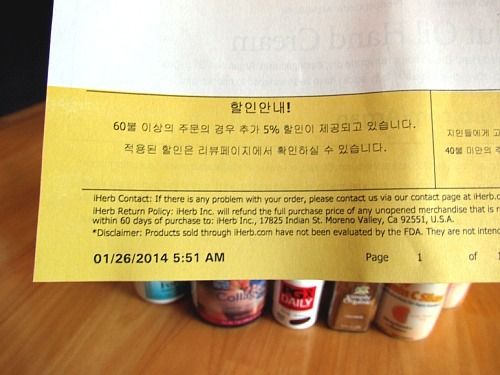 할인안내!
60불 이상의 주문의 경우 추가 5% 할인이 제공되고 있습니다.
적용된 할인은 리뷰페이지에서 확인하실 수 있습니다.
지인들에게 고
40불 미만의 추
iHerb Contact: If there is any problem with your order, please contact us via our contact page at iHerb.c
iHerb Return Policy: iHerb Inc. will refund the full purchase price of any unopened merchandise that is r
within 60 days of purchase to: iHerb Inc., 17825 Indian St. Moreno Valley, Ca 92551, U.S.A.
*Disclaimer: Products sold through iHerb.com have not been evaluated by the FDA. They are not intend
01/26/2014 5:51 AM
Page 1 of 1
Collag
DAILY
Simply
Organic